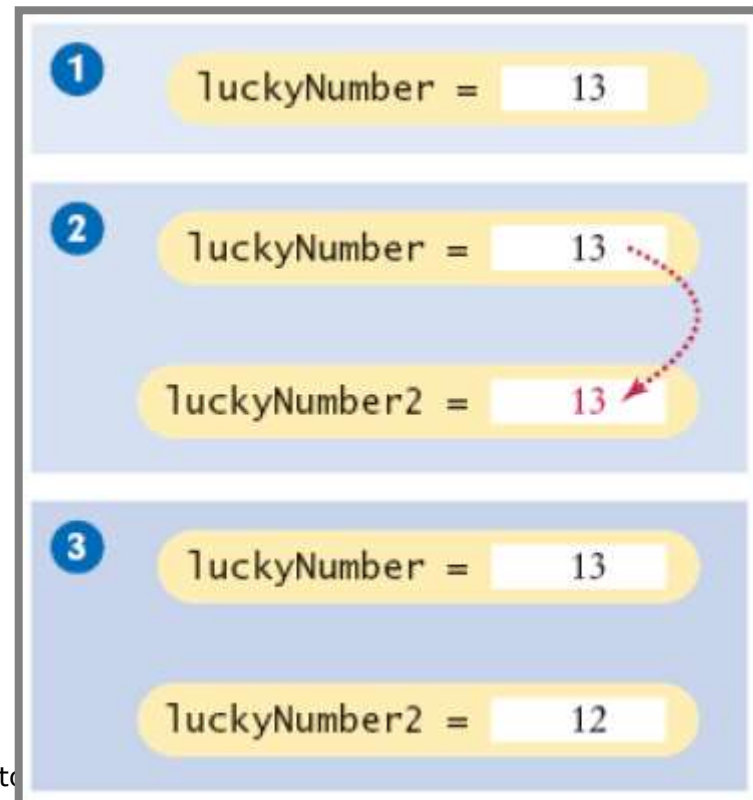 1
luckyNumber = 13
2
luckyNumber = 13
luckyNumber2 = 13
3
luckyNumber = 13
luckyNumber2 = 12